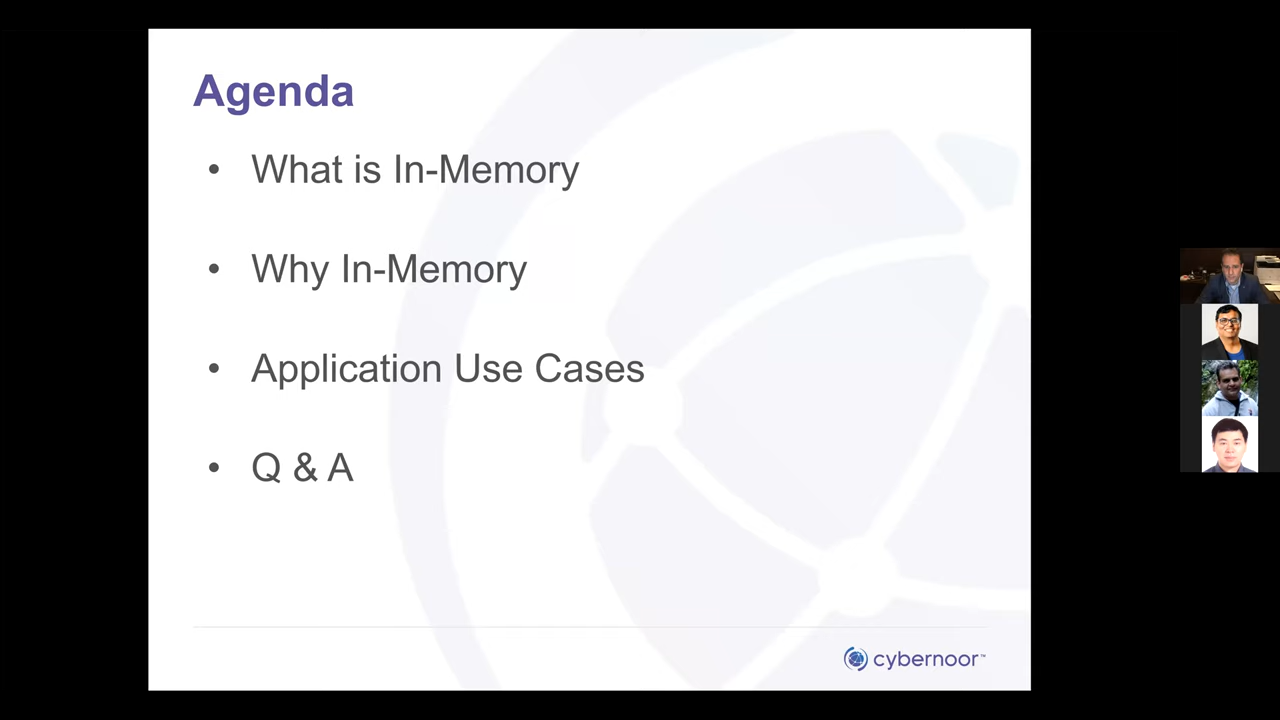 Agenda
• What is In-Memory
• Why In-Memory
• Application Use Cases
• Q & A
cybernoor™